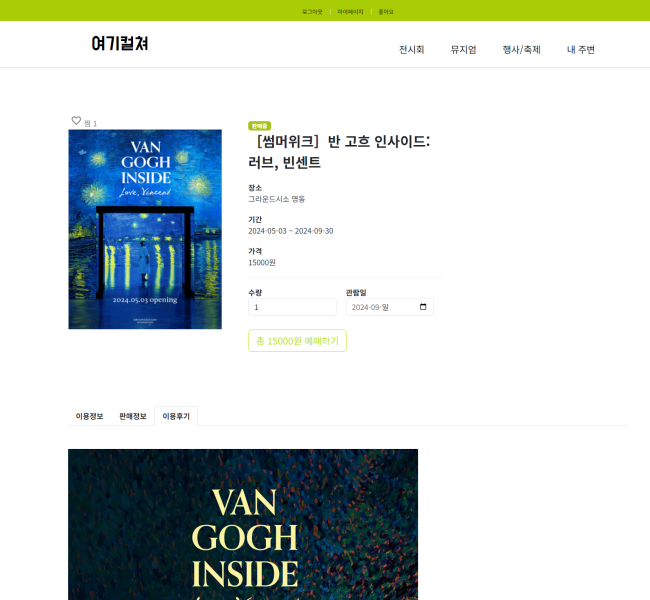 로그아웃 | 마이페이지 | 좋아요
여기컬쳐
전시회 뮤지엄 행사/축제 내 주변
찜 1
VAN
GOGH
INSIDE
Love, Vincent
2024.05.03 opening
판매중
[썸머위크] 반 고흐 인사이드:
러브, 빈센트
장소
그라운드시소 명동
기간
2024-05-03 ~ 2024-09-30
가격
15000원
수량 관람일
1 2024-09-일
총 15000원 예매하기
이용정보 판매정보 이용후기
VAN
GOGH
INSIDE